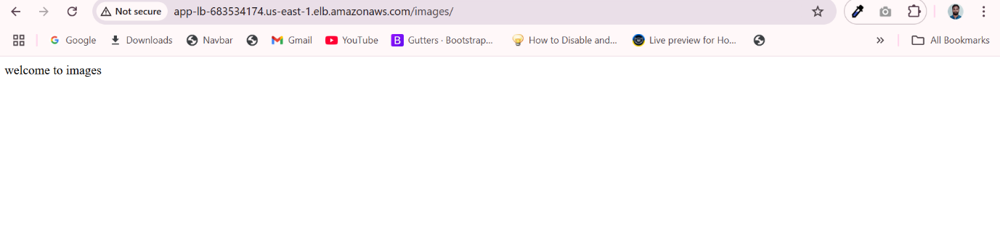 Not secure app-lb-683534174.us-east-1.elb.amazonaws.com/images/
Google Downloads Navbar Gmail YouTube B Gutters · Bootstrap... How to Disable and... Live preview for Ho... » All Bookmarks
welcome to images